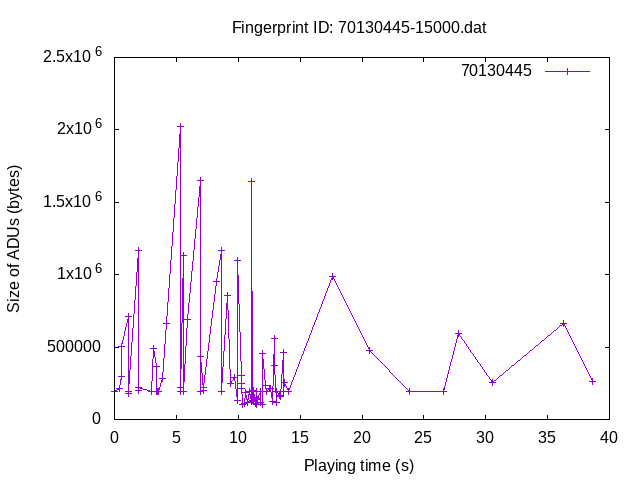 Fingerprint ID: 70130445-15000.dat
70130445
Size of ADUs (bytes)
2.5x10^6
2x10^6
1.5x10^6
1x10^6
500000
0
0 5 10 15 20 25 30 35 40
Playing time (s)